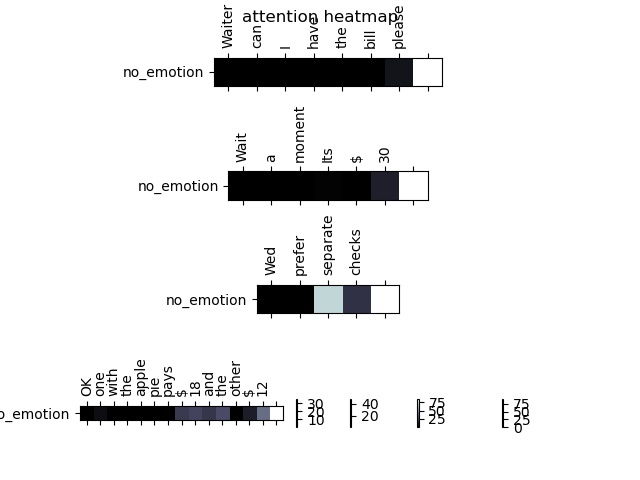 attention heatmap
Waiter can I have the bill please
no_emotion
Wait a moment Its $ 30
no_emotion
Wed prefer separate checks
no_emotion
OK one with the apple pie pays $ 18 and the other $ 12
o_emotion
30 20 10
40 20
75 50 25
75 50 25 0